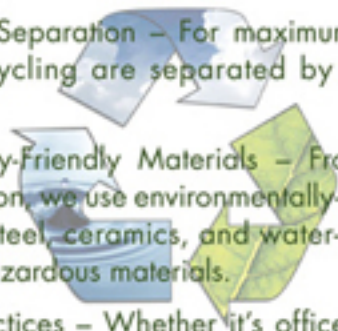 Separation – For maximum
cycling are separated by
y-Friendly Materials – Fro
on, we use environmentally-
teel, ceramics, and water-
zardous materials.
ctices – Whether it's office